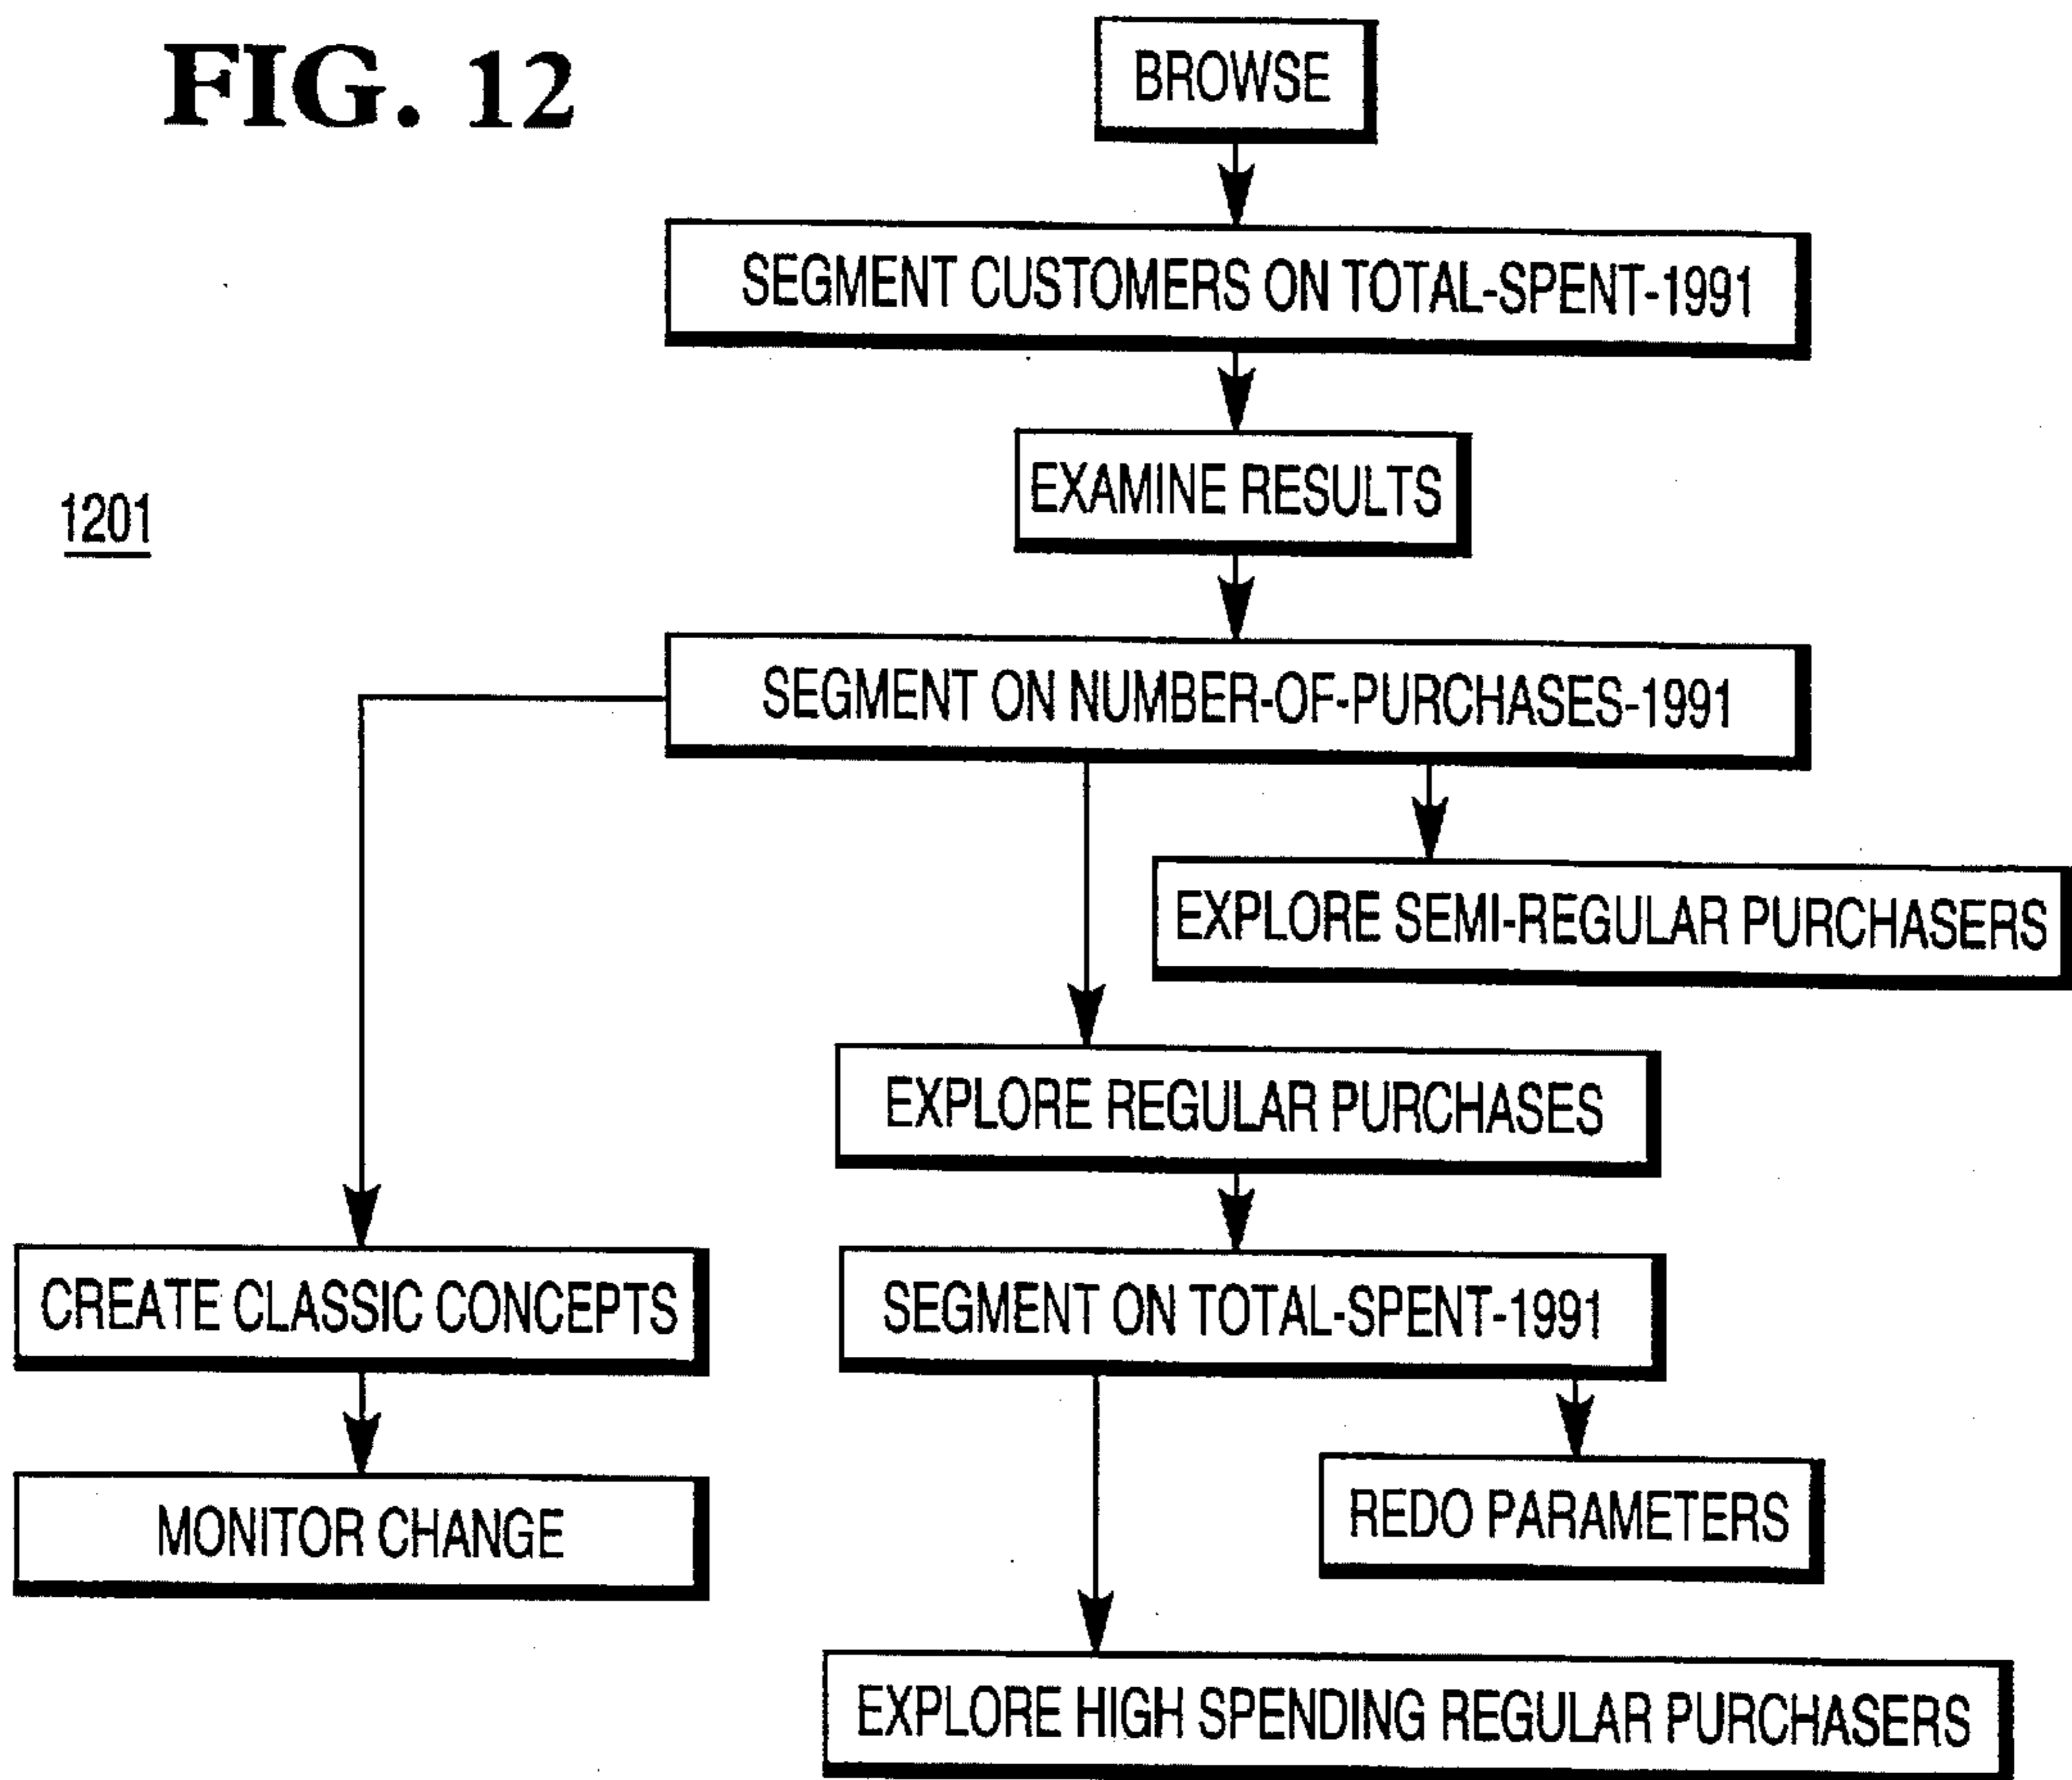 FIG. 12
BROWSE
SEGMENT CUSTOMERS ON TOTAL-SPENT-1991
EXAMINE RESULTS
1201
SEGMENT ON NUMBER-OF-PURCHASES-1991
EXPLORE SEMI-REGULAR PURCHASERS
EXPLORE REGULAR PURCHASES
CREATE CLASSIC CONCEPTS
SEGMENT ON TOTAL-SPENT-1991
MONITOR CHANGE
REDO PARAMETERS
EXPLORE HIGH SPENDING REGULAR PURCHASERS